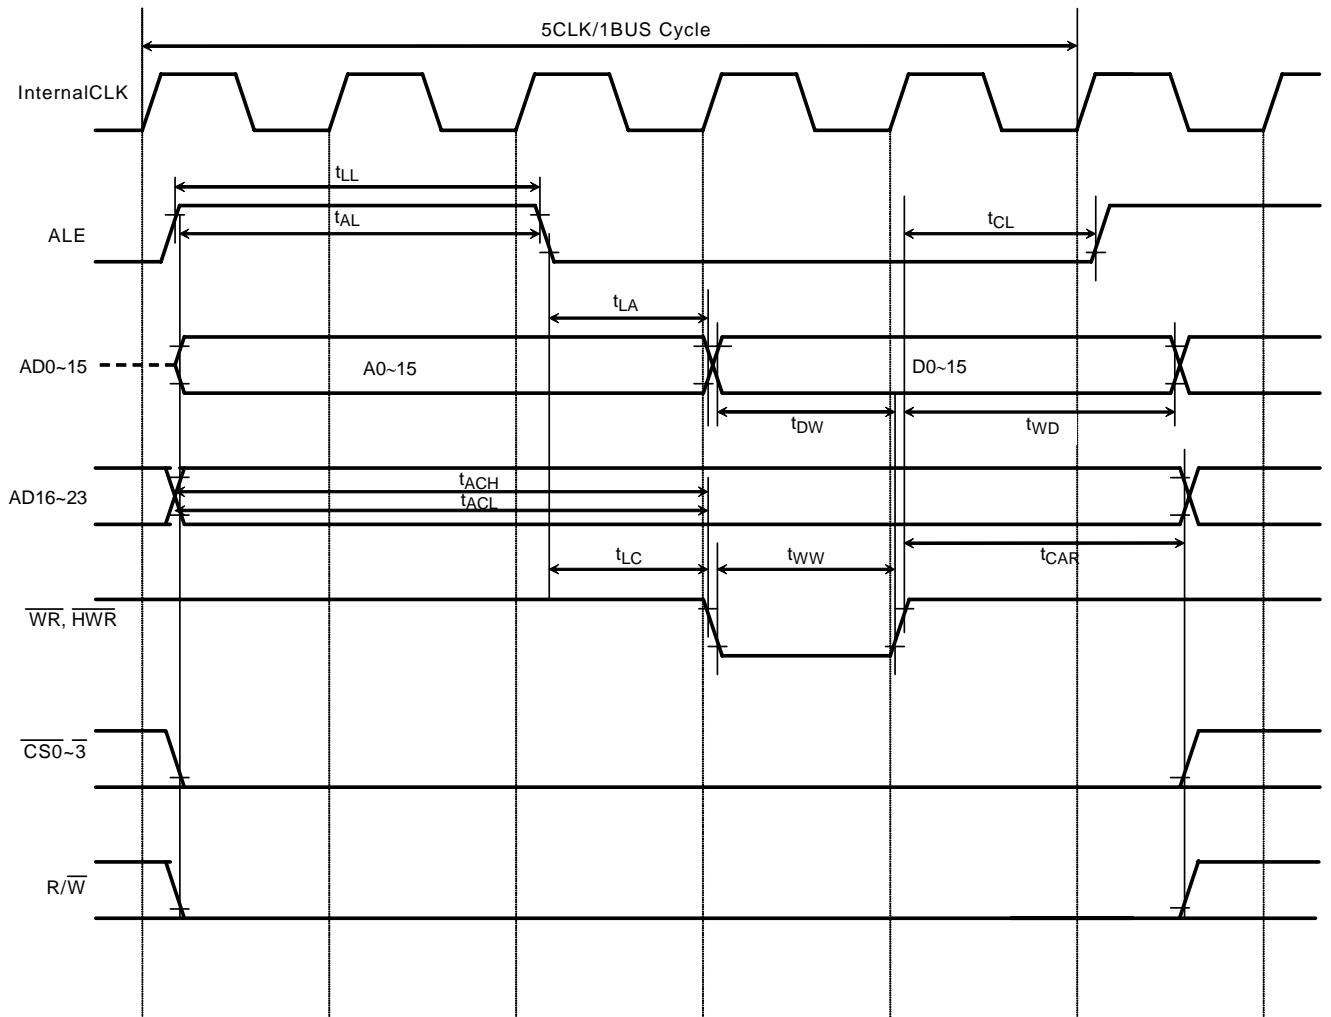 5CLK/1BUS Cycle
InternalCLK
tLL
tAL
tCL
ALE
tLA
AD0~15
A0~15
D0~15
tDW
tWD
AD16~23
tACH
tACL
tLC
tWW
tCAR
WR, HWR
CS0~3
R/W